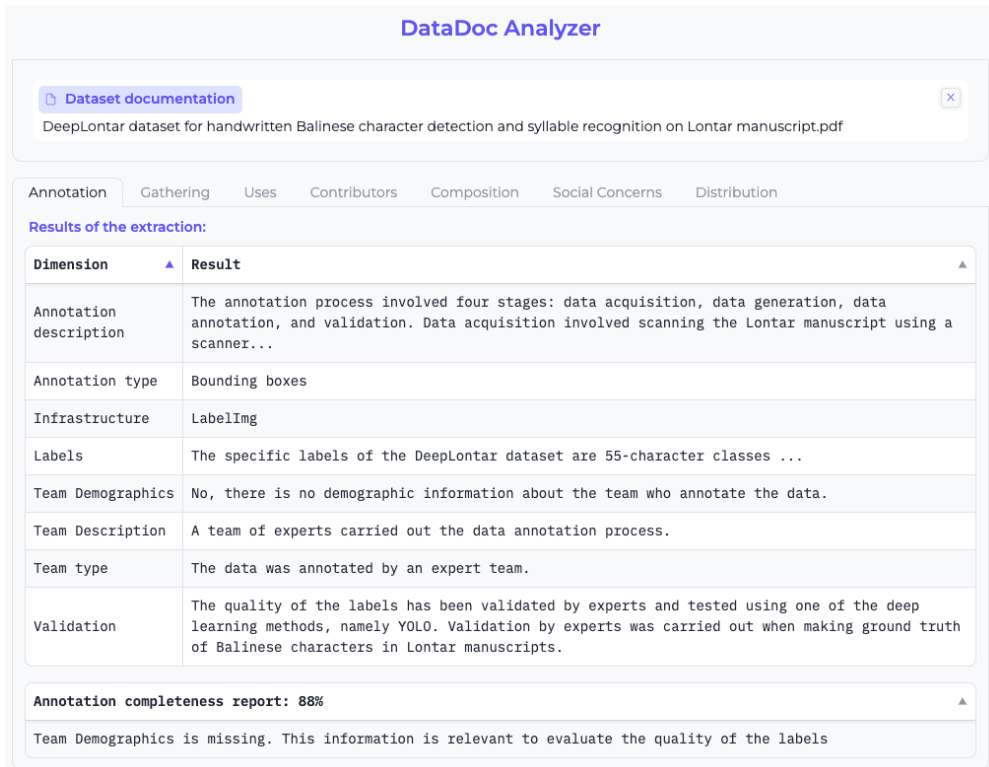 DataDoc Analyzer
Dataset documentation
DeepLontar dataset for handwritten Balinese character detection and syllable recognition on Lontar manuscript.pdf
Annotation Gathering Uses Contributors Composition Social Concerns Distribution
Results of the extraction:
Dimension Result
Annotation description
The annotation process involved four stages: data acquisition, data generation, data
annotation, and validation. Data acquisition involved scanning the Lontar manuscript using a
scanner...
Annotation type Bounding boxes
Infrastructure LabelImg
Labels The specific labels of the DeepLontar dataset are 55-character classes ...
Team Demographics No, there is no demographic information about the team who annotate the data.
Team Description A team of experts carried out the data annotation process.
Team type The data was annotated by an expert team.
Validation
The quality of the labels has been validated by experts and tested using one of the deep
learning methods, namely YOLO. Validation by experts was carried out when making ground truth
of Balinese characters in Lontar manuscripts.
Annotation completeness report: 88%
Team Demographics is missing. This information is relevant to evaluate the quality of the labels